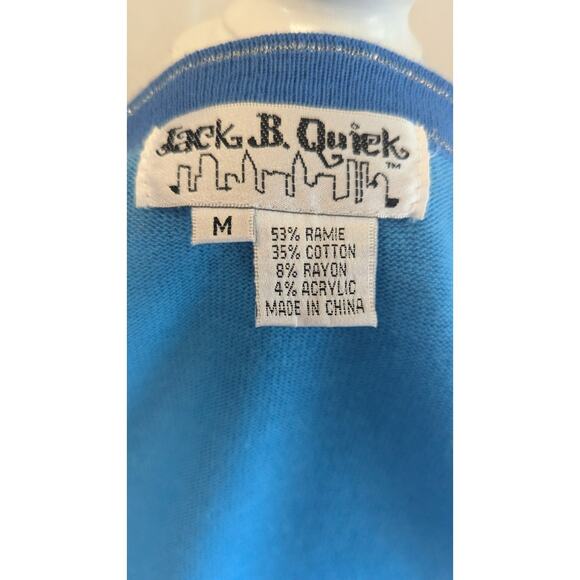 Jack B. Quick
TM
M
53% RAMIE
35% COTTON
8% RAYON
4% ACRYLIC
MADE IN CHINA